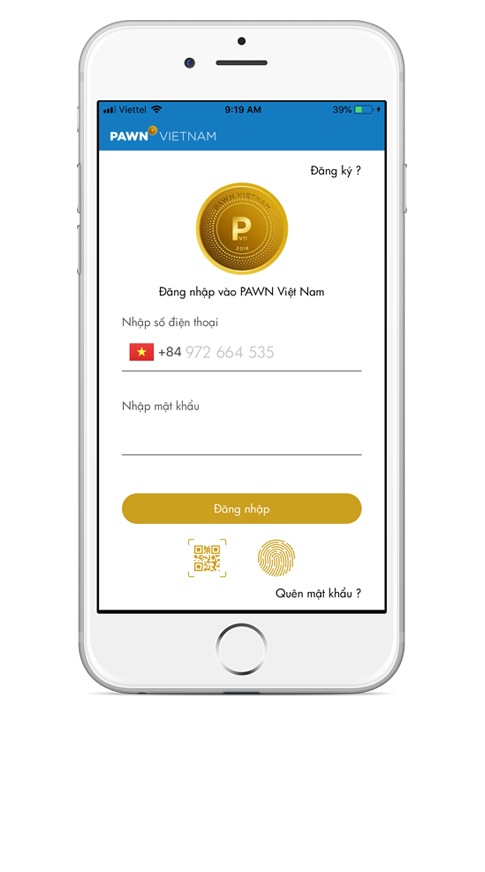 Viettel 9:19 AM 39%
PAWN VIETNAM
Đăng ký ?
PAWN VIETNAM
P
vn
2018
Đăng nhập vào PAWN Việt Nam
Nhập số điện thoại
+84 972 664 535
Nhập mật khẩu
Đăng nhập
Quên mật khẩu ?